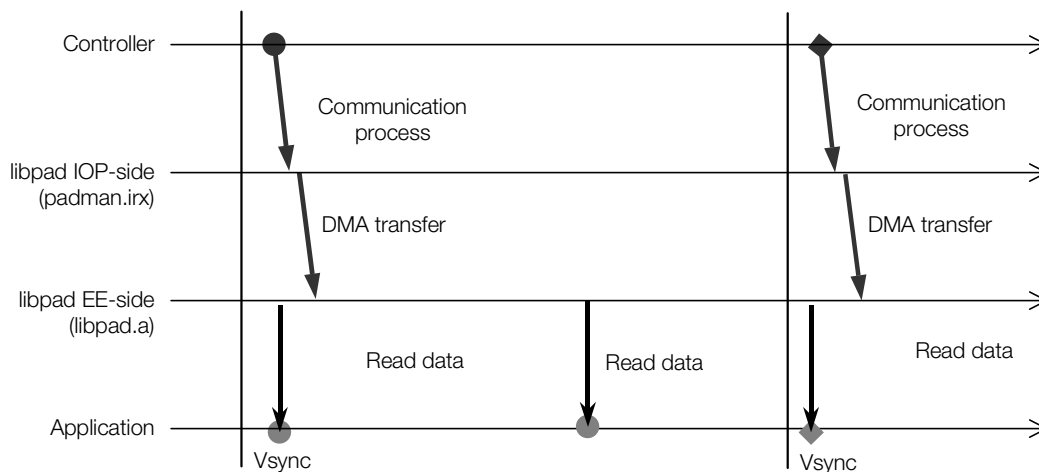 Controller
Communication
process
Communication
process
libpad IOP-side
(padman.irx)
DMA transfer
DMA transfer
libpad EE-side
(libpad.a)
Read data
Read data
Read data
Application
Vsync
Vsync